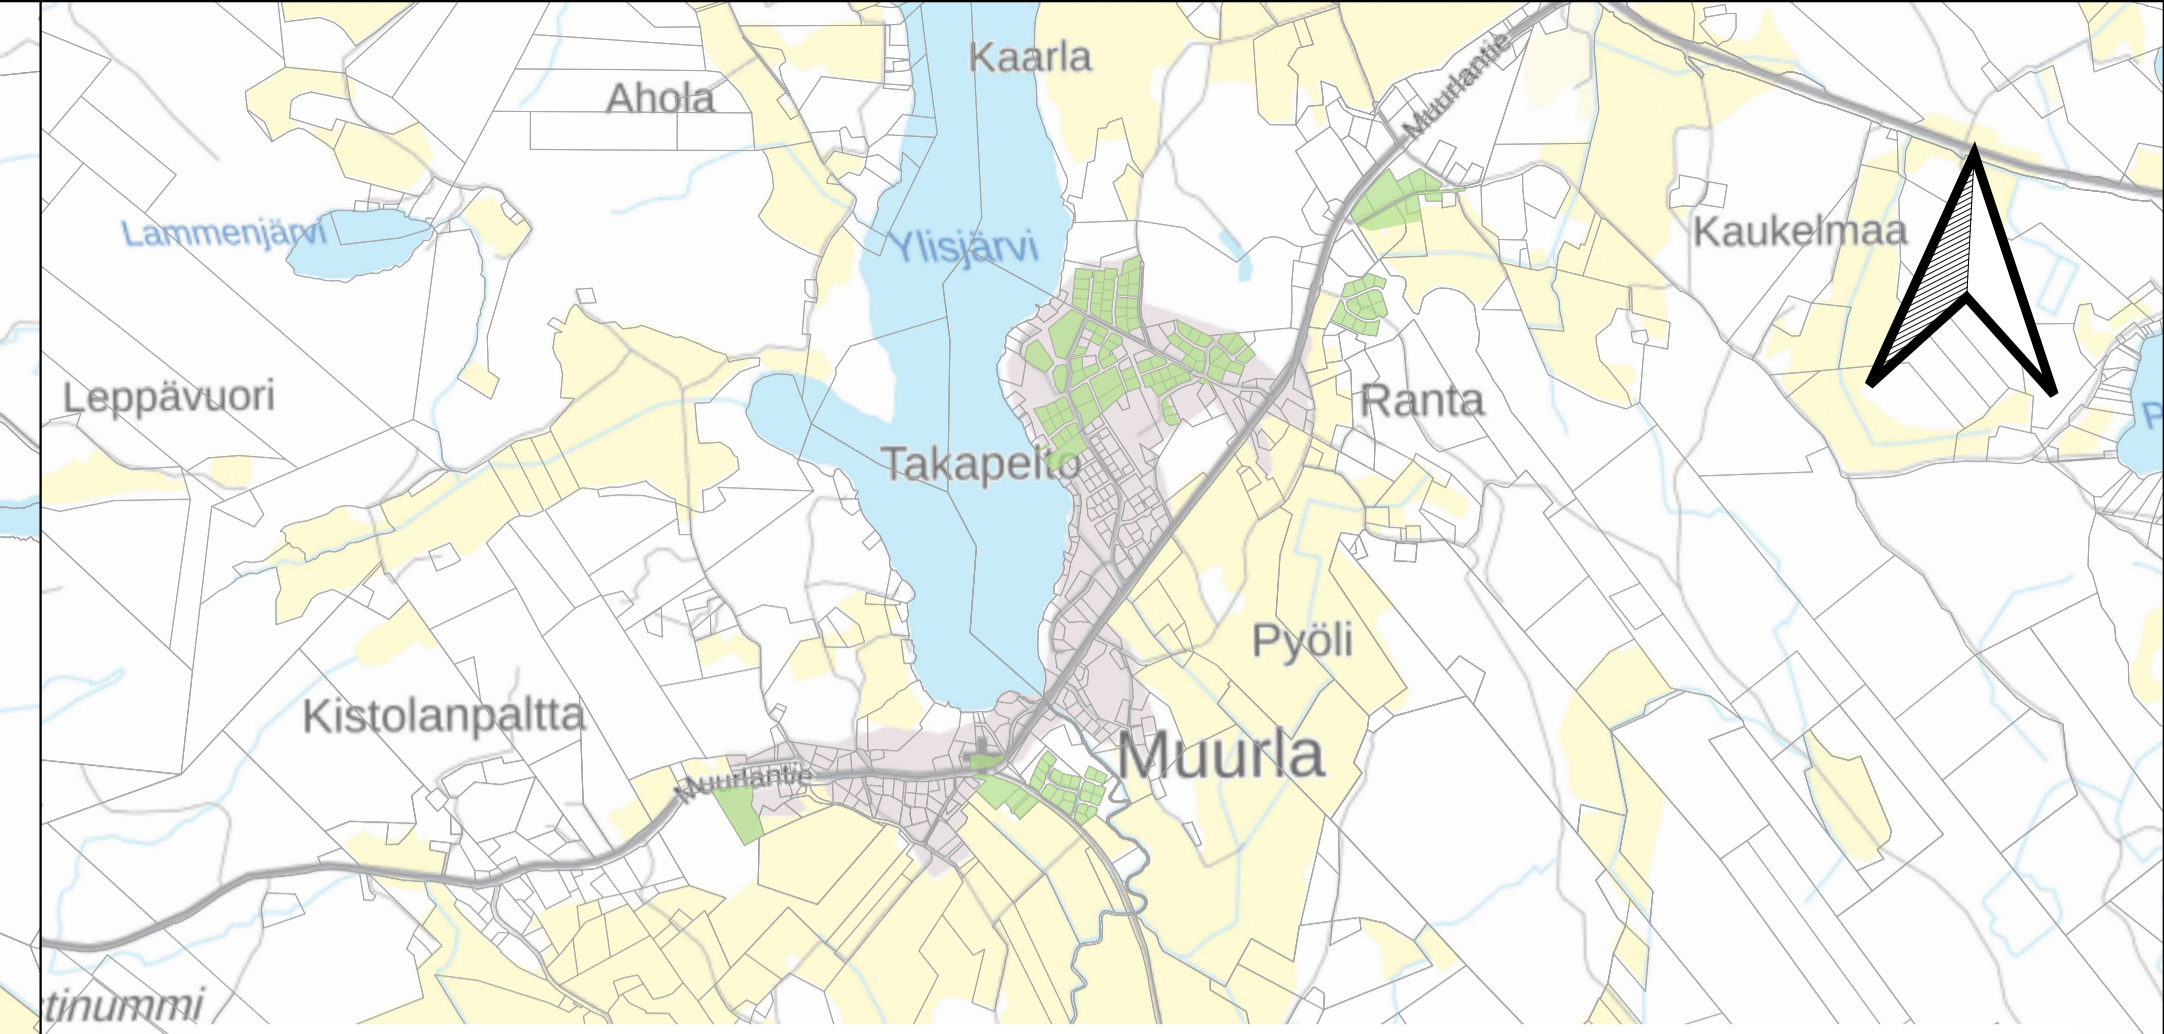 Kaarla
Muurlantie
Ahola
Lammenjärvi
Ylisjärvi
Kaukelmaa
Leppävuori
Ranta
P
Takapelto
Pyöli
Kistolanpaltta
Muurla
Muurlantie
tinummi